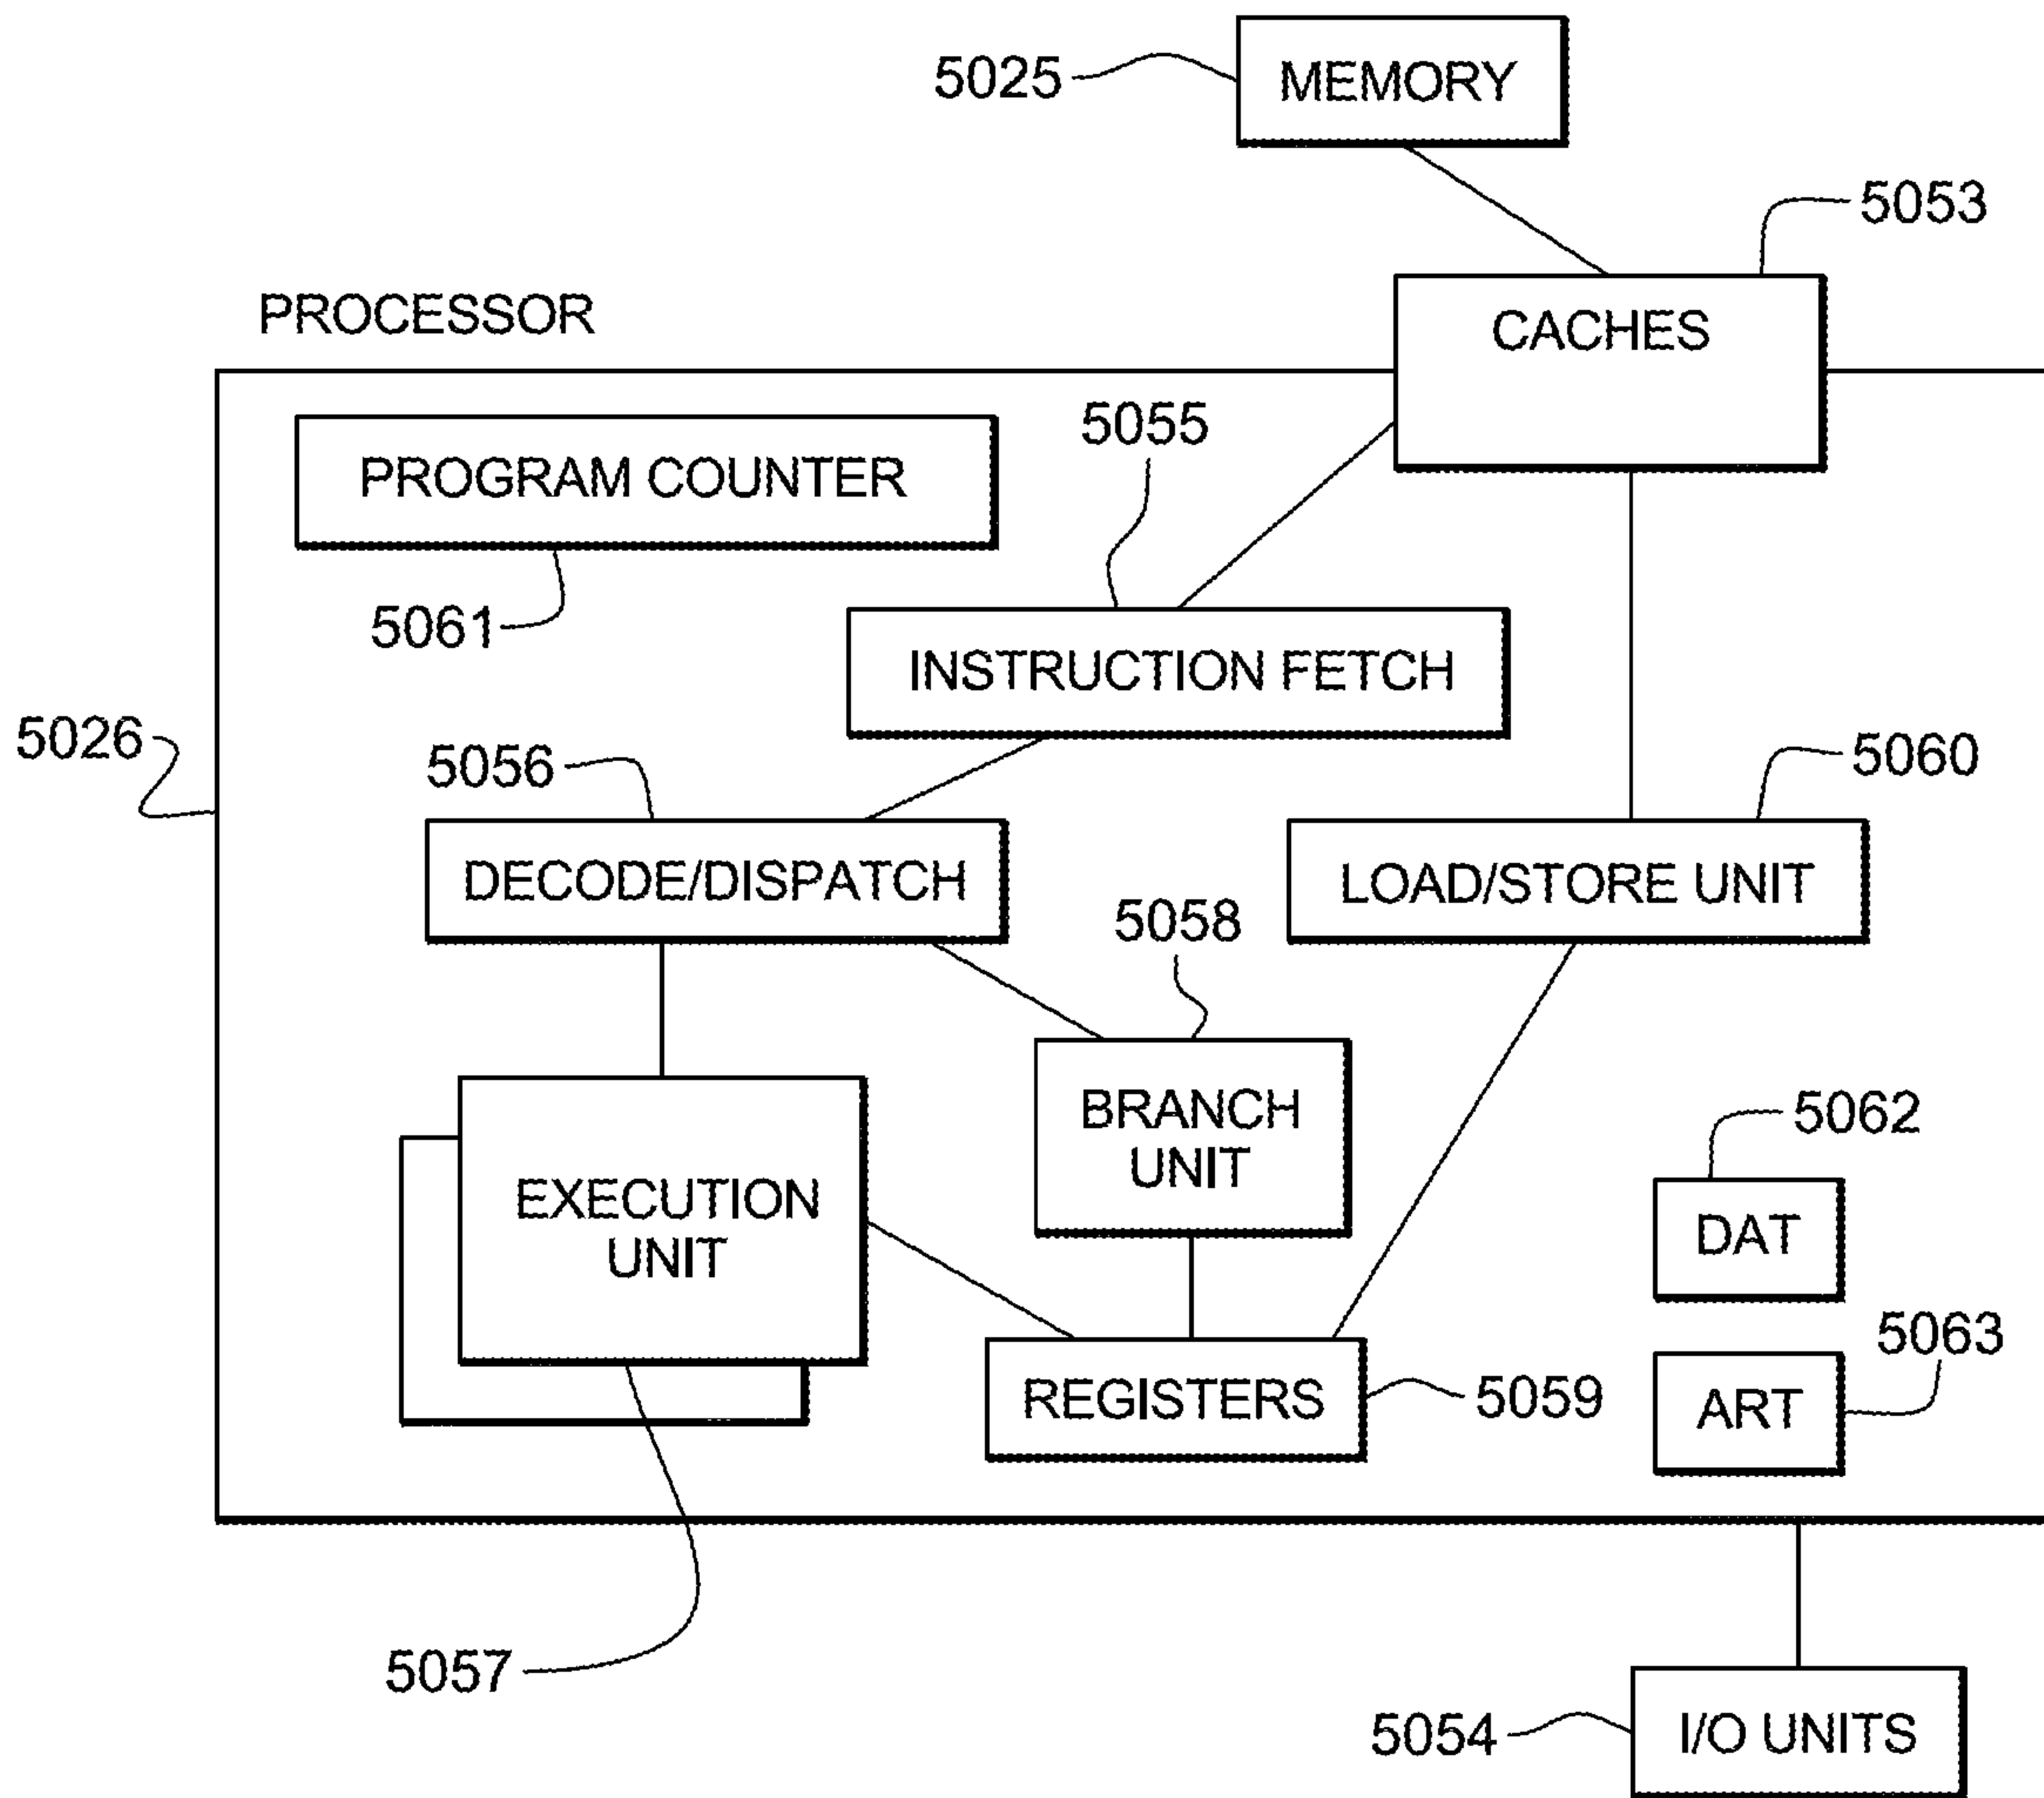 MEMORY
5025
5053
CACHES
PROCESSOR
5055
PROGRAM COUNTER
5061
INSTRUCTION FETCH
5026
5056
5060
DECODE/DISPATCH
LOAD/STORE UNIT
5058
BRANCH
UNIT
5062
EXECUTION
UNIT
DAT
5063
REGISTERS
5059
ART
5057
5054
I/O UNITS